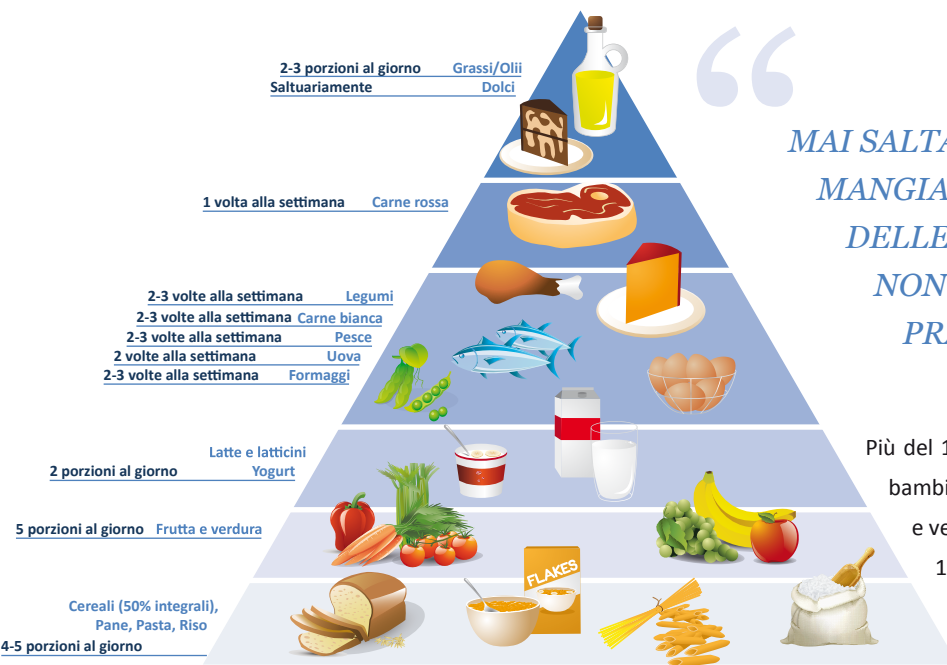 2-3 porzioni al giorno Grassi/Olii
Saltuariamente Dolci
1 volta alla settimana Carne rossa
2-3 volte alla settimana Legumi
2-3 volte alla settimana Carne bianca
2-3 volte alla settimana Pesce
2 volte alla settimana Uova
2-3 volte alla settimana Formaggi
Latte e latticini
2 porzioni al giorno Yogurt
5 porzioni al giorno Frutta e verdura
Cereali (50% integrali),
Pane, Pasta, Riso
4-5 porzioni al giorno
FLAKES
“
MAI SALTA
MANGIA
DELLE
NON
PRA
Più del 1
bambi
e ve
1